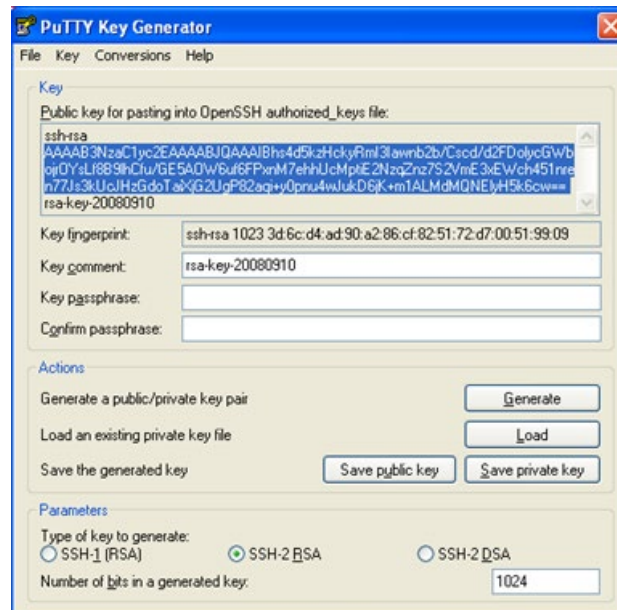 PuTTY Key Generator
File Key Conversions Help
Key
Public key for pasting into OpenSSH authorized_keys file:
ssh-rsa
rsa-key-20080910
Key fingerprint: ssh-rsa 1023 3d:6c:d4:ad:90:a2:86:cf:82:51:72:d7:00:51:99:09
Key comment: rsa-key-20080910
Key passphrase:
Confirm passphrase:
Actions
Generate a public/private key pair Generate
Load an existing private key file Load
Save the generated key Save public key Save private key
Parameters
Type of key to generate:
SSH-1 (RSA) SSH-2 RSA SSH-2 DSA
Number of bits in a generated key: 1024